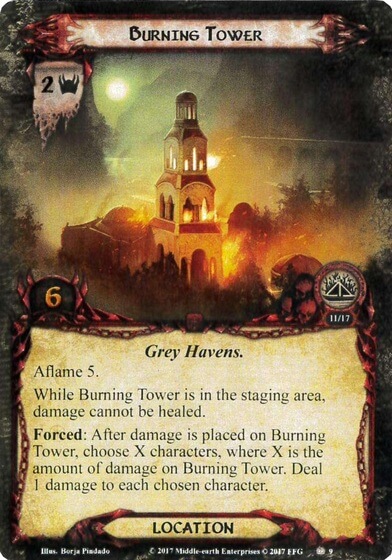 BURNING TOWER
2
6
11/17
Grey Havens.
Aflame 5.
While Burning Tower is in the staging area,
damage cannot be healed.
Forced: After damage is placed on Burning
Tower, choose X characters, where X is the
amount of damage on Burning Tower. Deal
1 damage to each chosen character.
LOCATION
Illus. Borja Pindado © 2017 Middle-earth Enterprises © 2017 FFG 9